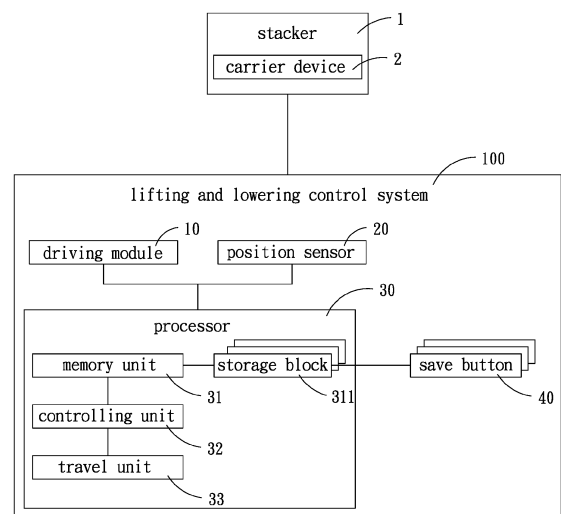 1
stacker
carrier device
2
100
lifting and lowering control system
10
20
driving module
position sensor
30
processor
memory unit
storage block
save button
31
311
40
controlling unit
32
travel unit
33